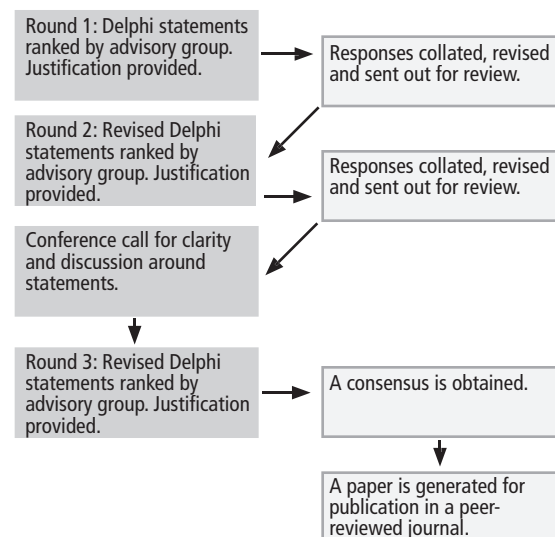 Round 1: Delphi statements
ranked by advisory group.
Justification provided.
Responses collated, revised
and sent out for review.
Round 2: Revised Delphi
statements ranked by
advisory group. Justification
provided.
Responses collated, revised
and sent out for review.
Conference call for clarity
and discussion around
statements.
Round 3: Revised Delphi
statements ranked by
advisory group. Justification
provided.
A consensus is obtained.
A paper is generated for
publication in a peer-
reviewed journal.